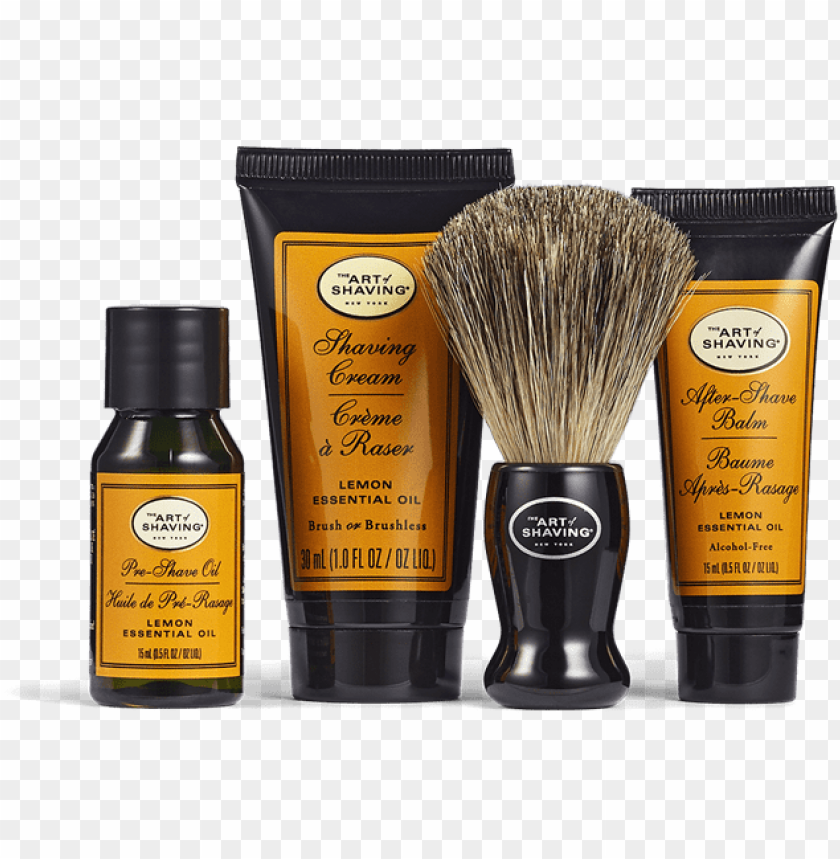 THE ART of
SHAVING®
NEW YORK
Pre-Shave Oil
Huile de Pré-Rasage
LEMON
ESSENTIAL OIL
15 mL (0.5 FL OZ / OZ LIQ.)
THE ART of
SHAVING®
NEW YORK
Shaving
Cream
Crème
à Raser
LEMON
ESSENTIAL OIL
Brush or Brushless
30 mL (1.0 FL OZ / OZ LIQ.)
THE ART of
SHAVING®
NEW YORK
THE ART of
SHAVING®
NEW YORK
After-Shave
Balm
Baume
Après-Rasage
LEMON
ESSENTIAL OIL
Alcohol-Free
15 mL (0.5 FL OZ / OZ LIQ.)